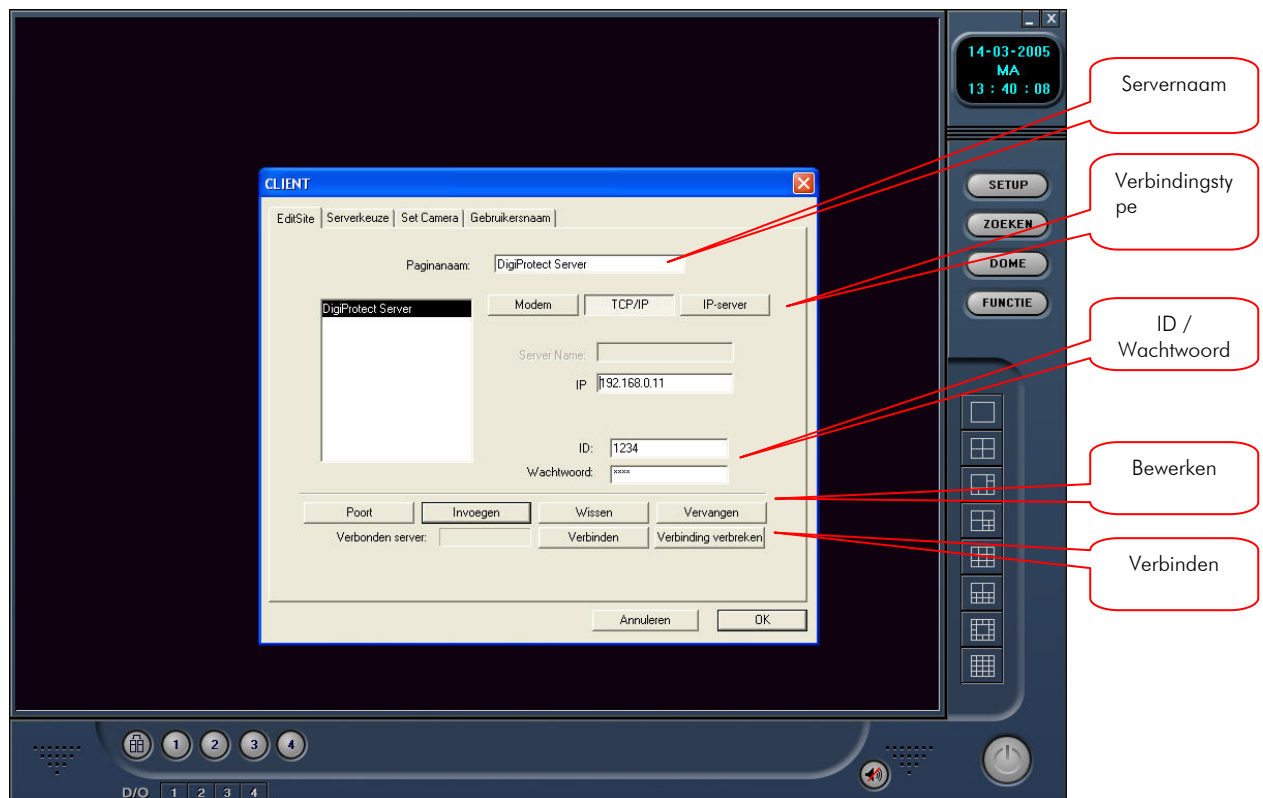 14-03-2005
MA
13 : 40 : 08
Servernaam
Verbindingsty
pe
ID /
Wachtwoord
Bewerken
Verbinden
SETUP
ZOEKEN
DOME
FUNCTIE
CLIENT
EditSite Serverkeuze Set Camera Gebruikersnaam
Paginanaam: DigiProtect Server
DigiProtect Server
Modem TCP/IP IP-server
Server Name:
IP 192.168.0.11
ID: 1234
Wachtwoord: ××××
Poort Invoegen Wissen Vervangen
Verbonden server: Verbinden Verbinding verbreken
Annuleren OK
1 2 3 4
D/O 1 2 3 4